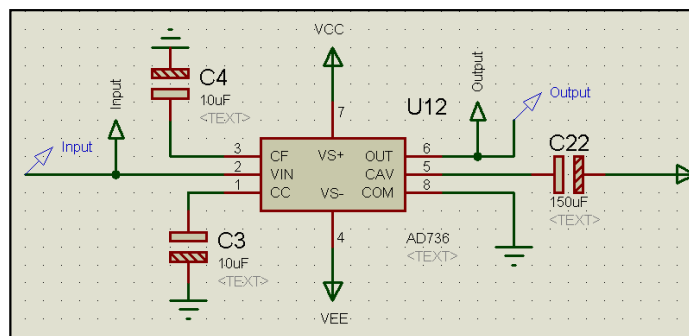 VCC
C4
10uF
<TEXT>
Input
Input
7
U12
Output
Output
3
CF
VS+
OUT
6
2
VIN
CAV
5
1
CC
VS-
COM
8
C22
150uF
<TEXT>
C3
10uF
<TEXT>
4
AD736
<TEXT>
VEE